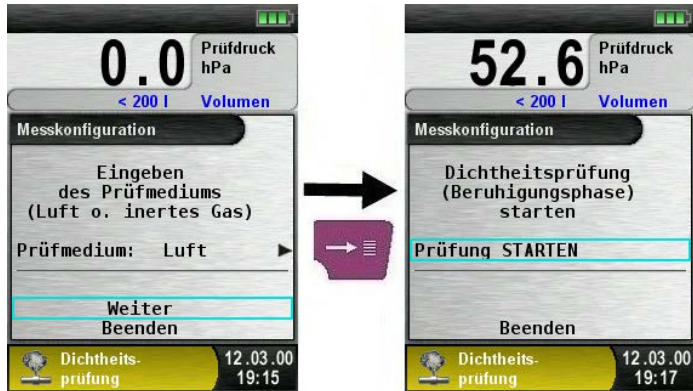 0.0
Prüfdruck
hPa
< 200 l Volumen
Messkonfiguration
Eingeben
des Prüfmediums
(Luft o. inertes Gas)
Prüfmedium: Luft
Weiter
Beenden
Dichtheits-
prüfung
12.03.00
19:15
52.6
Prüfdruck
hPa
< 200 l Volumen
Messkonfiguration
Dichtheitsprüfung
(Beruhigungsphase)
starten
Prüfung STARTEN
Beenden
Dichtheits-
prüfung
12.03.00
19:17